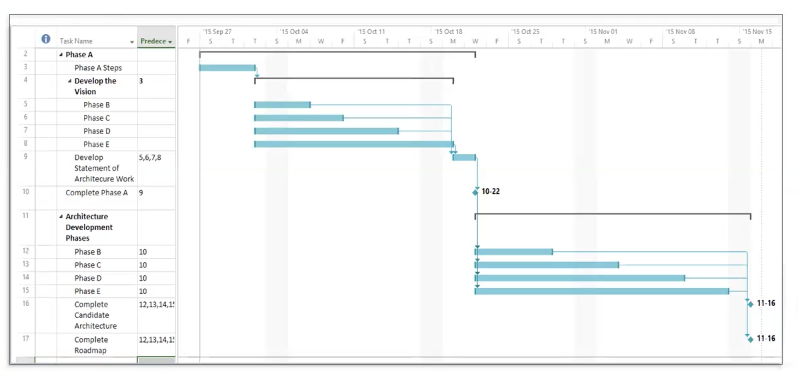 '15 Sep 27 '15 Oct 04 '15 Oct 11 '15 Oct 18 '15 Oct 25 '15 Nov 01 '15 Nov 08 '15 Nov 15
Task Name Predece F S T M W F S T T S M W F S T T S M W F S T T S M
2 Phase A
3 Phase A Steps
4 Develop the 3
Vision
5 Phase B
6 Phase C
7 Phase D
8 Phase E
9 Develop 5,6,7,8
Statement of
Architecure Work
10 Complete Phase A 9 10-22
11 Architecture
Development
Phases
12 Phase B 10
13 Phase C 10
14 Phase D 10
15 Phase E 10
16 Complete 12,13,14,15 11-16
Candidate
Architecture
17 Complete 12,13,14,15 11-16
Roadmap